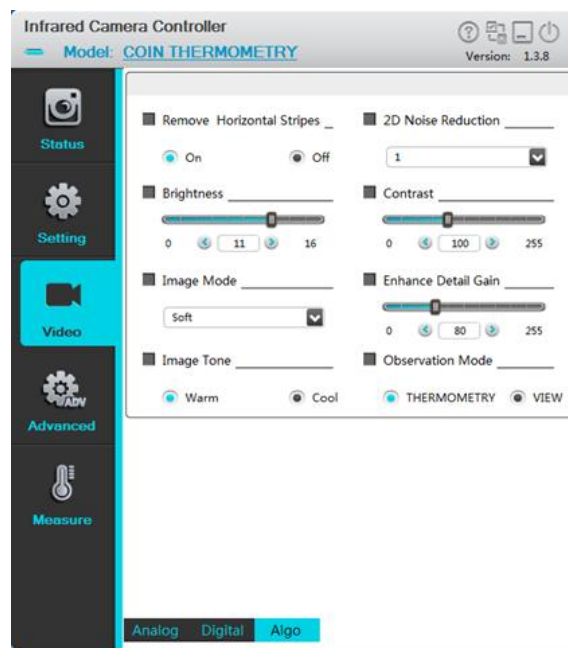 Infrared Camera Controller
Model: COIN THERMOMETRY
Version: 1.3.8
Status
Setting
Video
ADV
Advanced
Measure
Remove Horizontal Stripes
On Off
2D Noise Reduction
1
Brightness
0 11 16
Contrast
0 100 255
Image Mode
Soft
Enhance Detail Gain
0 80 255
Image Tone
Warm Cool
Observation Mode
THERMOMETRY VIEW
Analog Digital Algo